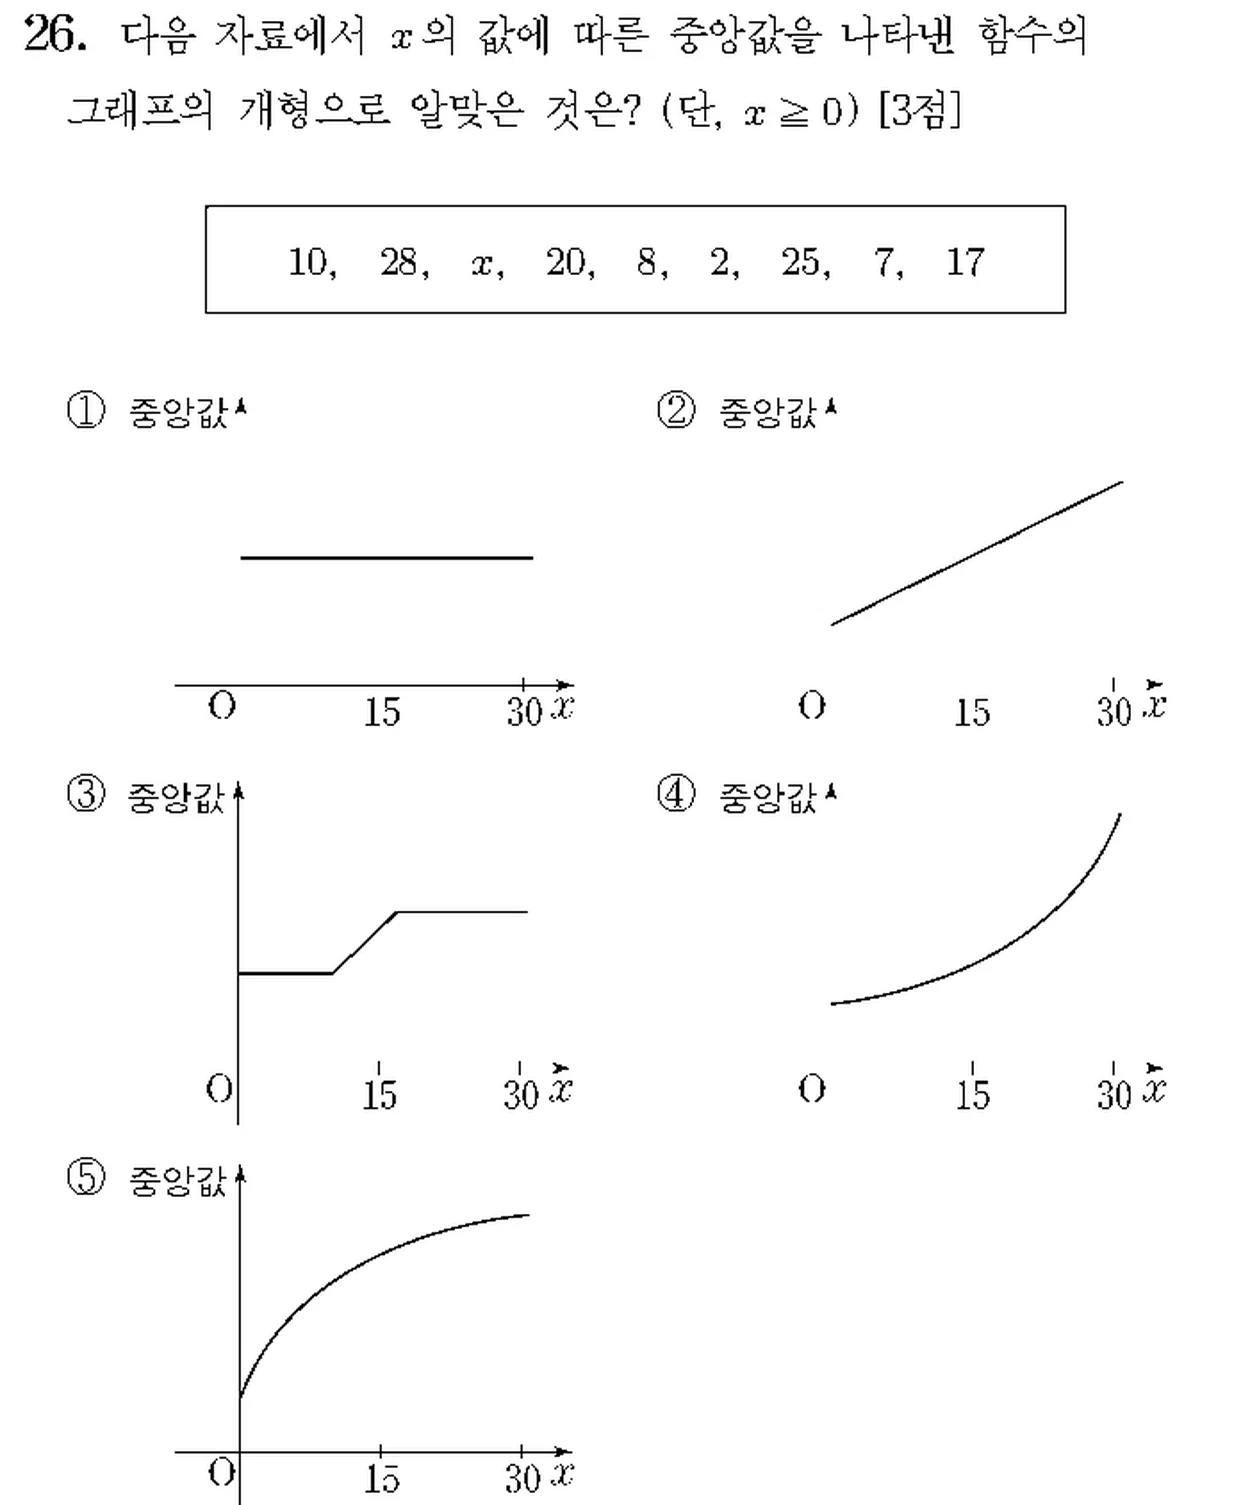 26. 다음 자료에서 x의 값에 따른 중앙값을 나타낸 함수의
그래프의 개형으로 알맞은 것은? (단, x ≧ 0) [3점]
10, 28, x, 20, 8, 2, 25, 7, 17
① 중앙값
O 15 30 x
② 중앙값
O 15 30 x
③ 중앙값
O 15 30 x
④ 중앙값
O 15 30 x
⑤ 중앙값
O 15 30 x